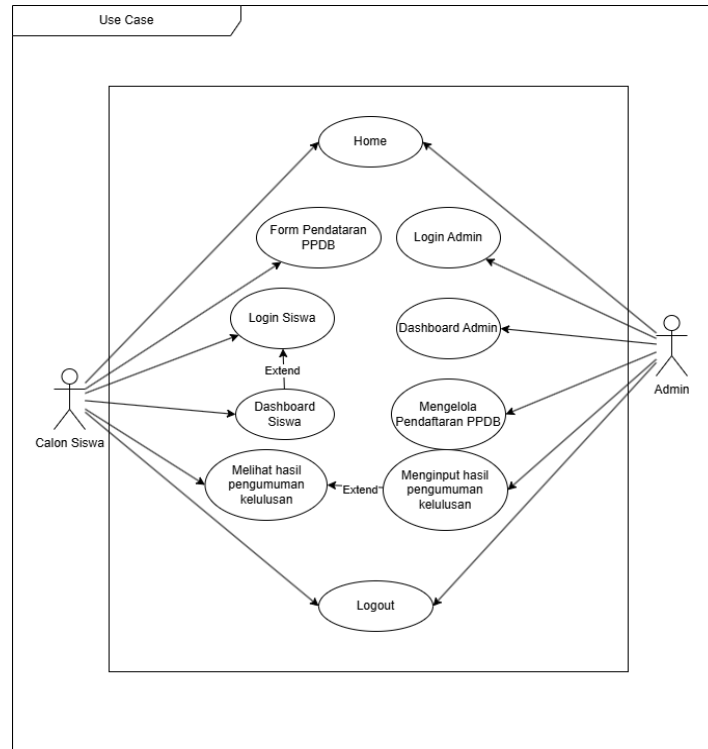 Use Case
Home
Form Pendataran
PPDB
Login Admin
Login Siswa
Dashboard Admin
Extend
Dashboard
Siswa
Mengelola
Pendaftaran PPDB
Calon Siswa
Admin
Melihat hasil
pengumuman
kelulusan
Extend
Menginput hasil
pengumuman
kelulusan
Logout